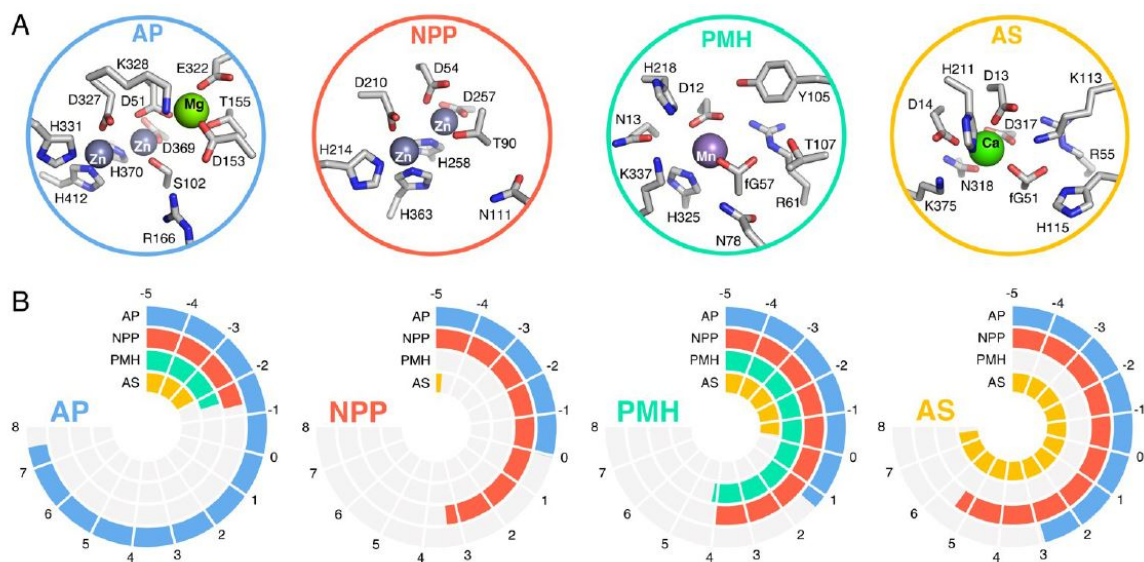 A
AP
K328
E322
D327
D51
Mg
T155
H331
Zn
Zn
D369
D153
H370
S102
H412
R166
NPP
D54
D210
D257
Zn
T90
H214
Zn
H258
H363
N111
PMH
H218
D12
Y105
N13
Mn
T107
K337
fG57
H325
R61
N78
AS
H211
D13
K113
D14
D317
Ca
R55
N318
fG51
K375
H115
B
AP
NPP
PMH
AS
-5
-4
-3
-2
-1
0
1
2
3
4
5
6
7
8
AP
AP
NPP
PMH
AS
-5
-4
-3
-2
-1
0
1
2
3
4
5
6
7
8
NPP
AP
NPP
PMH
AS
-5
-4
-3
-2
-1
0
1
2
3
4
5
6
7
8
PMH
AP
NPP
PMH
AS
-5
-4
-3
-2
-1
0
1
2
3
4
5
6
7
8
AS